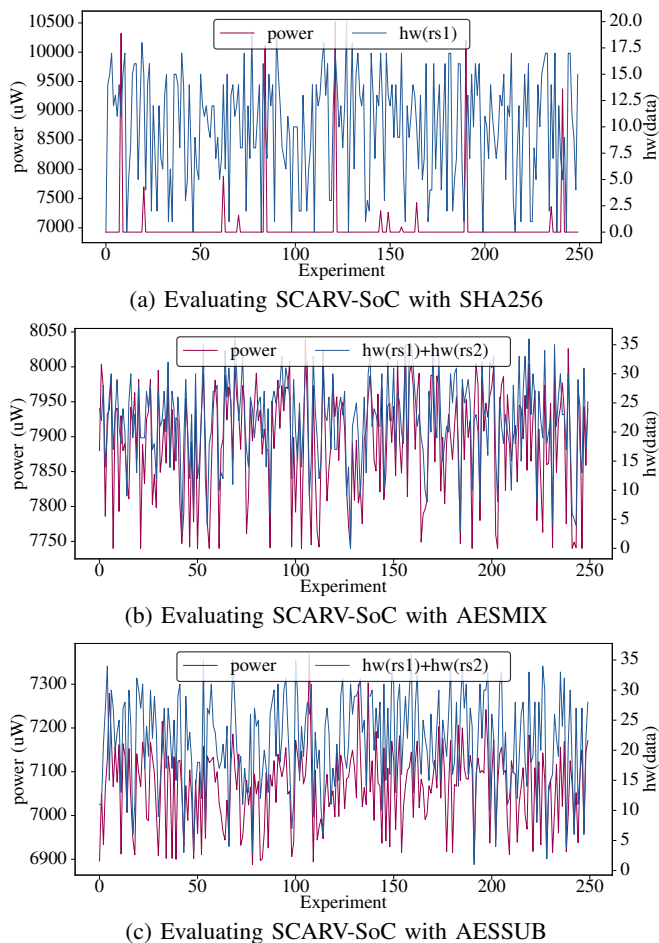 power hw(rs1)
10500
10000
9500
9000
8500
8000
7500
7000
power (uW)
20.0
17.5
15.0
12.5
10.0
7.5
5.0
2.5
0.0
hw(data)
0 50 100 150 200 250
Experiment
(a) Evaluating SCARV-SoC with SHA256
power hw(rs1)+hw(rs2)
8050
8000
7950
7900
7850
7800
7750
power (uW)
35
30
25
20
15
10
5
0
hw(data)
0 50 100 150 200 250
Experiment
(b) Evaluating SCARV-SoC with AESMIX
power hw(rs1)+hw(rs2)
7300
7200
7100
7000
6900
power (uW)
35
30
25
20
15
10
5
0
hw(data)
0 50 100 150 200 250
Experiment
(c) Evaluating SCARV-SoC with AESSUB